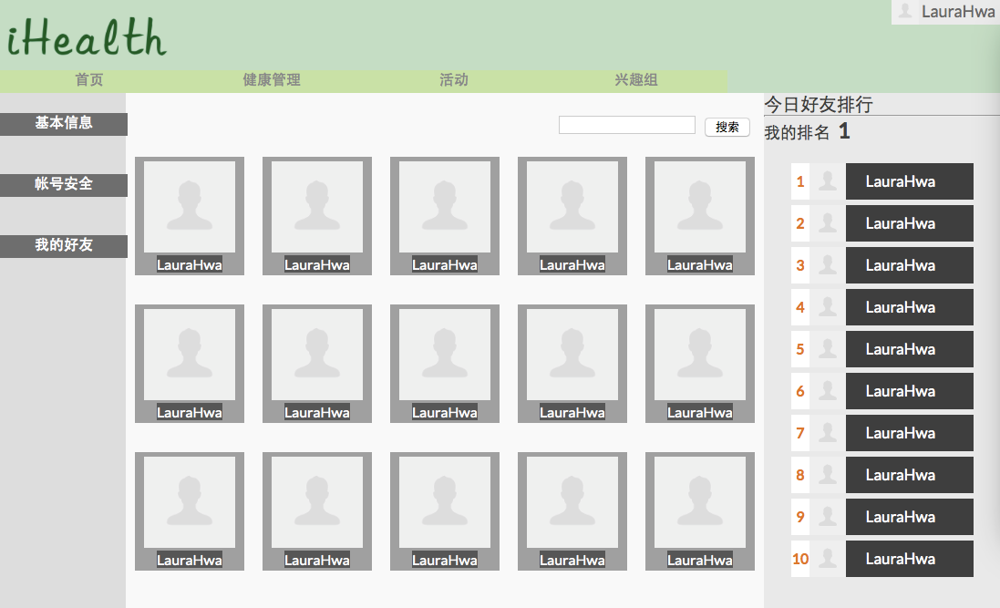 LauraHwa
iHealth
首页 健康管理 活动 兴趣组
基本信息
帐号安全
我的好友
搜索
LauraHwa LauraHwa LauraHwa LauraHwa LauraHwa
LauraHwa LauraHwa LauraHwa LauraHwa LauraHwa
LauraHwa LauraHwa LauraHwa LauraHwa LauraHwa
今日好友排行
我的排名 1
1 LauraHwa
2 LauraHwa
3 LauraHwa
4 LauraHwa
5 LauraHwa
6 LauraHwa
7 LauraHwa
8 LauraHwa
9 LauraHwa
10 LauraHwa